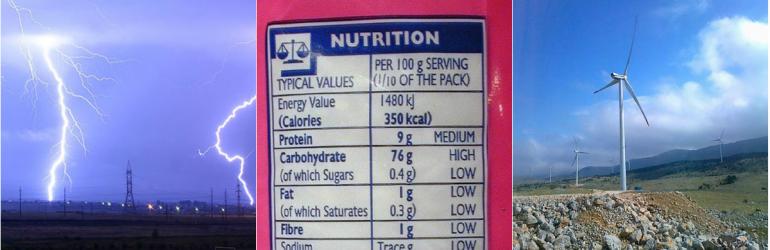 NUTRITION
TYPICAL VALUES PER 100 g SERVING (1/10 OF THE PACK)
Energy Value 1480 kJ
(Calories 350 kcal)
Protein 9 g MEDIUM
Carbohydrate 76 g HIGH
(of which Sugars 0.4 g) LOW
Fat 1 g LOW
(of which Saturates 0.3 g) LOW
Fibre 1 g LOW
Sodium Trace g LOW